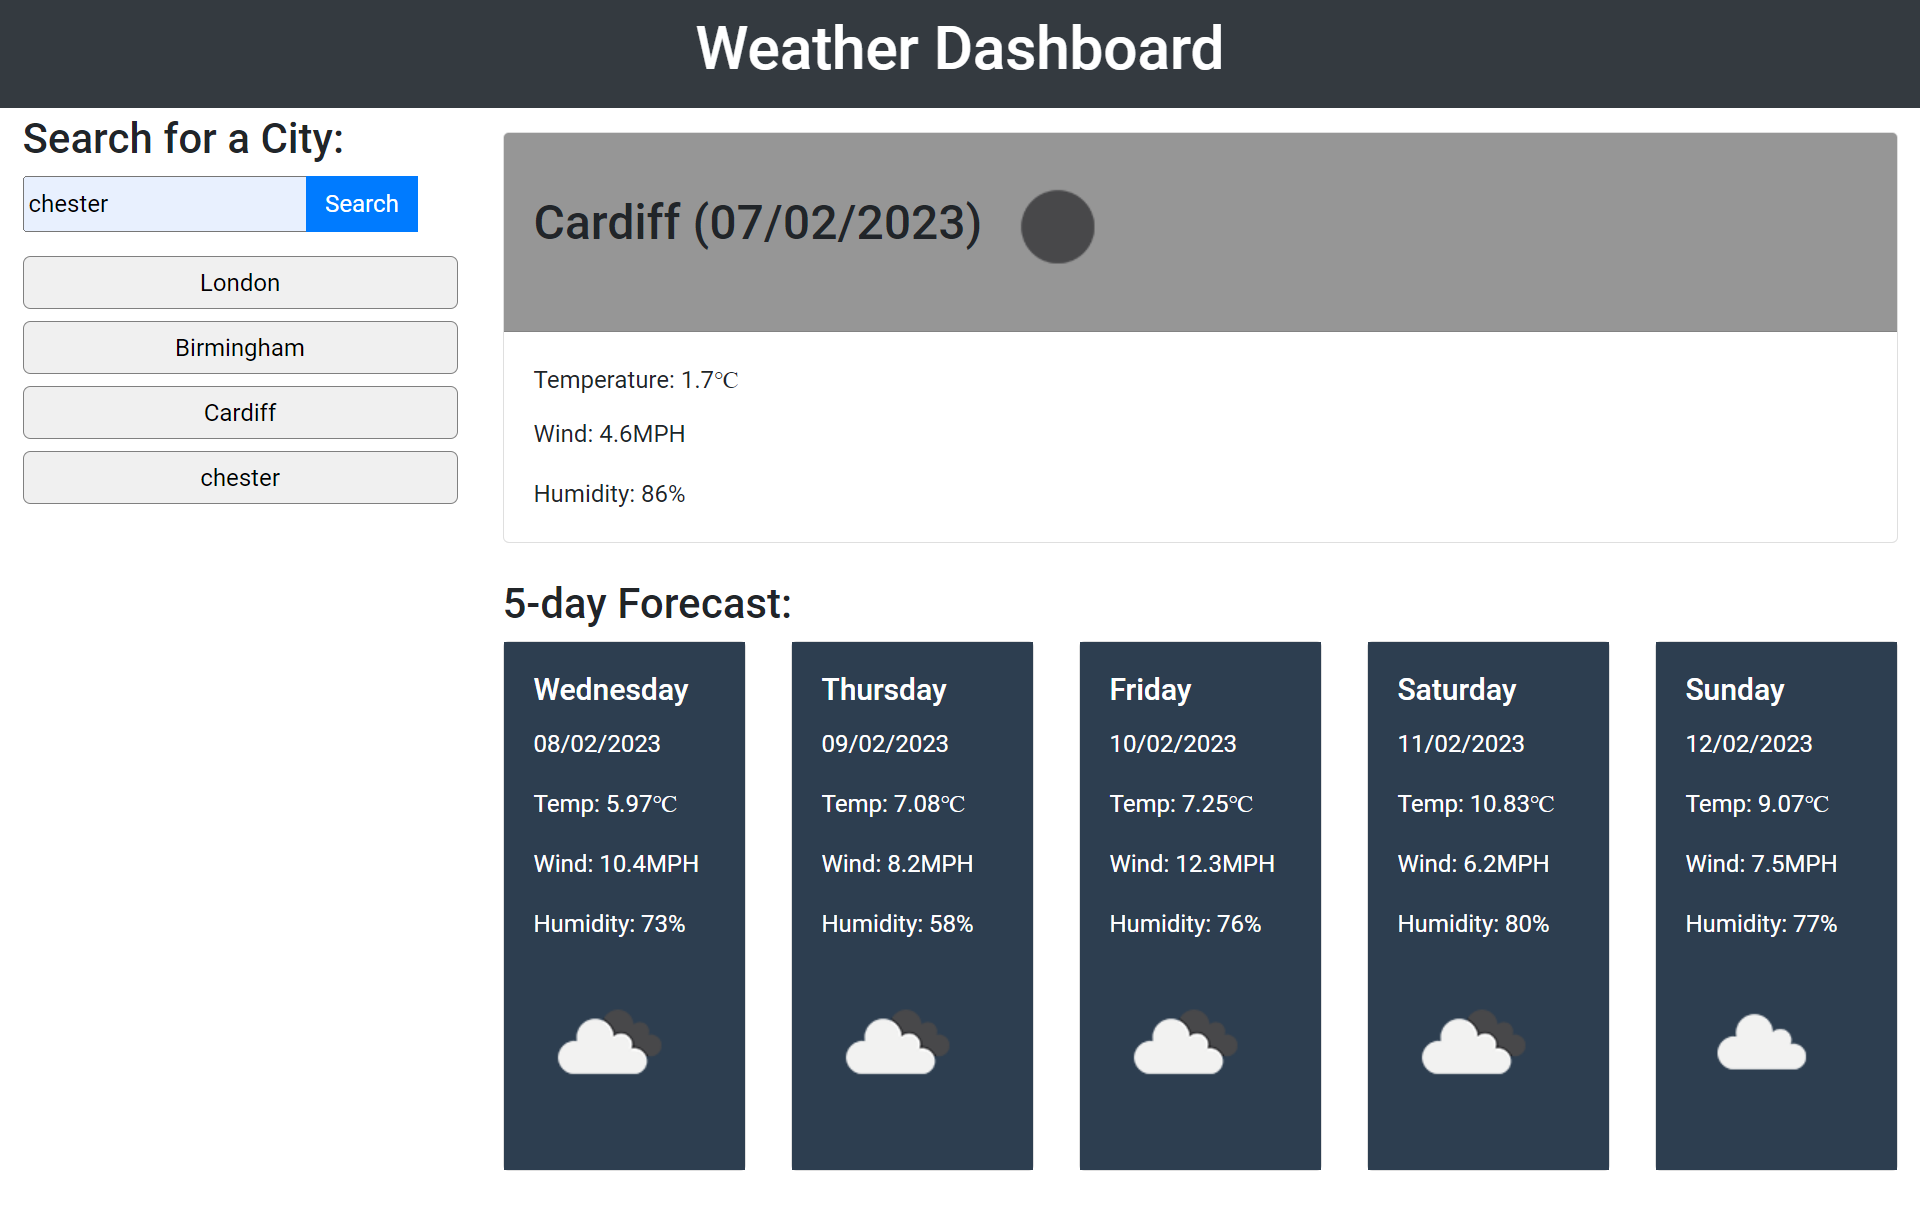 Weather Dashboard
Search for a City:
chester
Search
London
Birmingham
Cardiff
chester
Cardiff (07/02/2023)
Temperature: 1.7℃
Wind: 4.6MPH
Humidity: 86%
5-day Forecast:
Wednesday
08/02/2023
Temp: 5.97℃
Wind: 10.4MPH
Humidity: 73%
Thursday
09/02/2023
Temp: 7.08℃
Wind: 8.2MPH
Humidity: 58%
Friday
10/02/2023
Temp: 7.25℃
Wind: 12.3MPH
Humidity: 76%
Saturday
11/02/2023
Temp: 10.83℃
Wind: 6.2MPH
Humidity: 80%
Sunday
12/02/2023
Temp: 9.07℃
Wind: 7.5MPH
Humidity: 77%